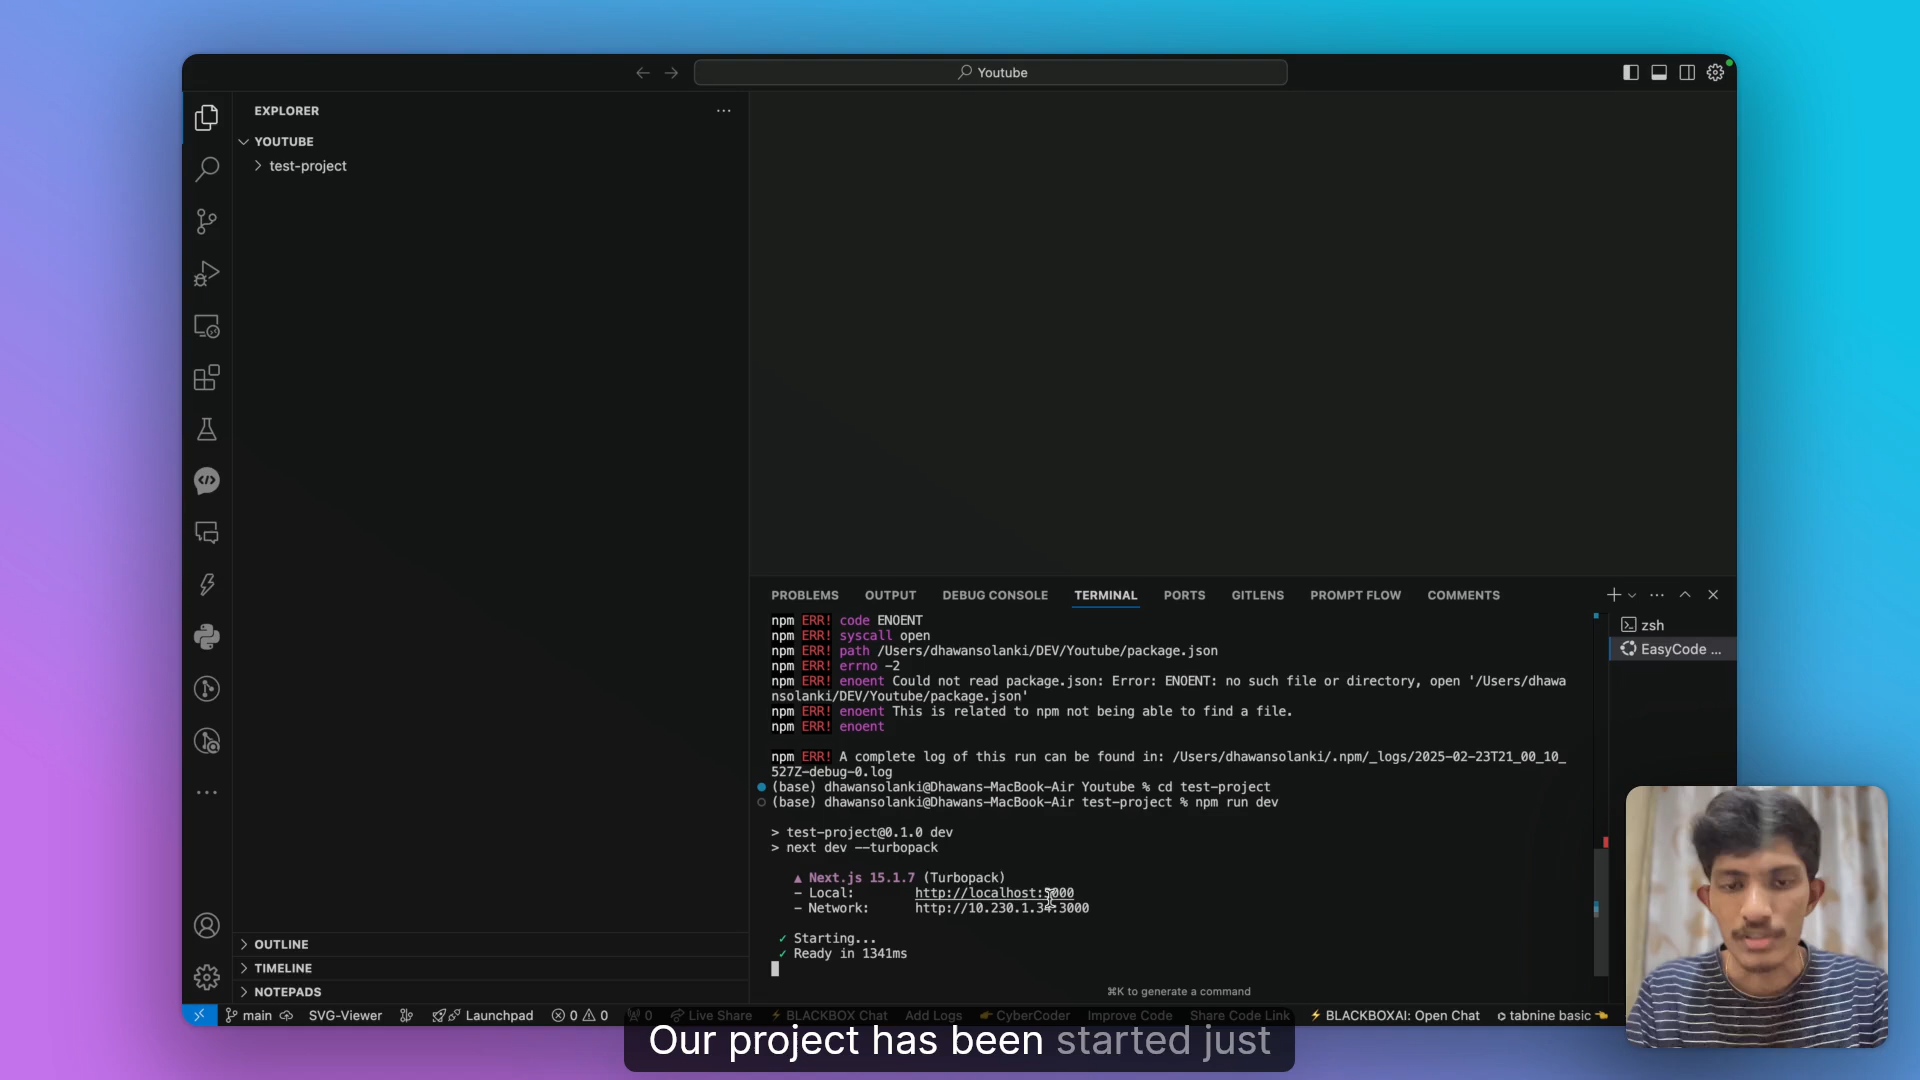 Youtube
EXPLORER
YOUTUBE
test-project
OUTLINE
TIMELINE
NOTEPADS
PROBLEMS OUTPUT DEBUG CONSOLE TERMINAL PORTS GITLENS PROMPT FLOW COMMENTS
zsh
EasyCode ...
npm ERR! code ENOENT
npm ERR! syscall open
npm ERR! path /Users/dhawansolanki/DEV/Youtube/package.json
npm ERR! errno -2
npm ERR! enoent Could not read package.json: Error: ENOENT: no such file or directory, open '/Users/dhawa
nsolanki/DEV/Youtube/package.json'
npm ERR! enoent This is related to npm not being able to find a file.
npm ERR! enoent
npm ERR! A complete log of this run can be found in: /Users/dhawansolanki/.npm/_logs/2025-02-23T21_00_10_
527Z-debug-0.log
(base) dhawansolanki@Dhawans-MacBook-Air Youtube % cd test-project
(base) dhawansolanki@Dhawans-MacBook-Air test-project % npm run dev
> test-project@0.1.0 dev
> next dev --turbopack
▲ Next.js 15.1.7 (Turbopack)
- Local: http://localhost:3000
- Network: http://10.230.1.34:3000
✓ Starting...
✓ Ready in 1341ms
⌘K to generate a command
main SVG-Viewer Launchpad 0 0 0 Live Share BLACKBOX Chat Add Logs CyberCoder Improve Code Share Code Link BLACKBOXAI: Open Chat tabnine basic
Our project has been started just